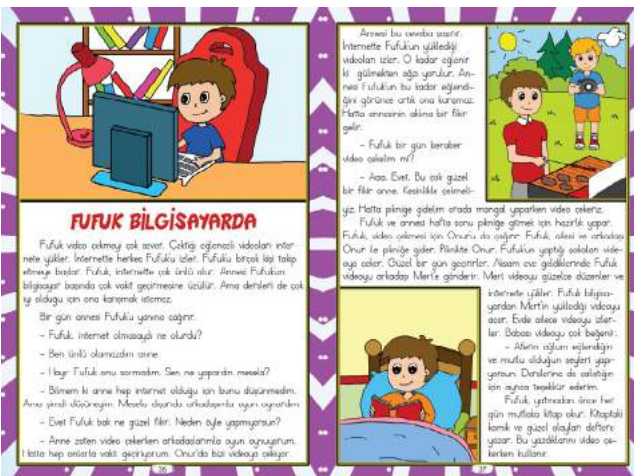 FUFUK BİLGİSAYARDA
Fufuk video çekmeyi çok sever. Çektiği eğlenceli videoları inter-
nete yükler. İnternette herkes Fufuk'u izler. Fufuk'u birçok kişi takip
etmeye başlar. Fufuk, internette çok ünlü olur. Annesi Fufuk'un
bilgisayar başında çok vakit geçirmesine üzülür. Ama dersleri de çok
iyi olduğu için ona karışmak istemez.
Bir gün annesi Fufuk'u yanına çağırır.
- Fufuk, internet olmasaydı ne olurdu?
- Ben ünlü olamazdım anne.
- Hayır Fufuk onu sormadım. Sen ne yapardın mesela?
- Bilmem ki anne hep internet olduğu için bunu düşünmedim.
Ama şimdi düşüneyim. Mesela dışarıda arkadaşımla oyun oynardım.
- Evet Fufuk bak ne güzel fikir. Neden öyle yapmıyorsun?
- Anne zaten video çekerken arkadaşlarımla oyun oynuyorum.
Hatta hep onlarla vakit geçiriyorum. Onur'da bizi videoya çekiyor.
36
Annesi bu cevaba şaşırır.
İnternette Fufuk'un yüklediği
videoları izler. O kadar eğlenir
ki gülmekten ağzı yorulur. An-
nesi Fufuk'un bu kadar eğlendi-
ğini görünce artık ona karışmaz.
Hatta annesinin aklına bir fikir
gelir.
- Fufuk bir gün beraber
video çekelim mi?
- Aaa, Evet. Bu çok güzel
bir fikir anne. Kesinlikle çekmeli-
yiz. Hatta pikniğe gidelim orada mangal yaparken video çekeriz.
Fufuk ve annesi hafta sonu pikniğe gitmek için hazırlık yapar.
Fufuk, video çekmesi için Onur'u da çağırır. Fufuk, ailesi ve arkadaşı
Onur ile pikniğe gider. Piknikte Onur, Fufuk'un yaptığı şakaları vide-
oya çeker. Güzel bir gün geçirirler. Akşam eve geldiklerinde Fufuk
videoyu arkadaşı Mert'e gönderir. Mert videoyu güzelce düzenler ve
internete yükler. Fufuk bilgisa-
yardan Mert'in yüklediği videoyu
açar. Evde ailece videoyu izler-
ler. Babası videoyu çok beğenir.
- Aferin oğlum eğlendiğin
ve mutlu olduğun şeyleri yapı-
yorsun. Derslerine de çalıştığın
için ayrıca teşekkür ederim.
Fufuk, yatmadan önce her
gün mutlaka kitap okur. Kitaptaki
komik ve güzel olayları deftere
yazar. Bu yazdıklarını video çe-
kerken kullanır.
37